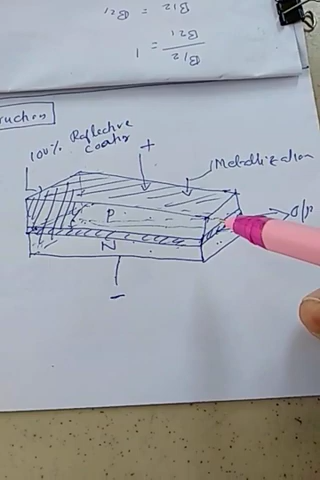 B12 = B21
B12
B21
= 1
ruction
100% Reflective
Coating
+
Metallization
P
N
O/P
-